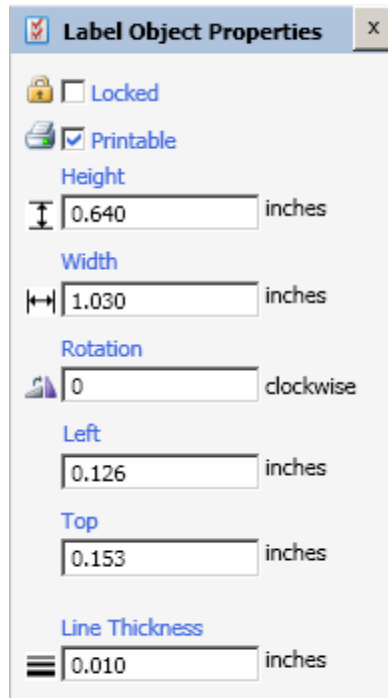 Label Object Properties x
Locked
Printable
Height
0.640 inches
Width
1.030 inches
Rotation
0 clockwise
Left
0.126 inches
Top
0.153 inches
Line Thickness
0.010 inches